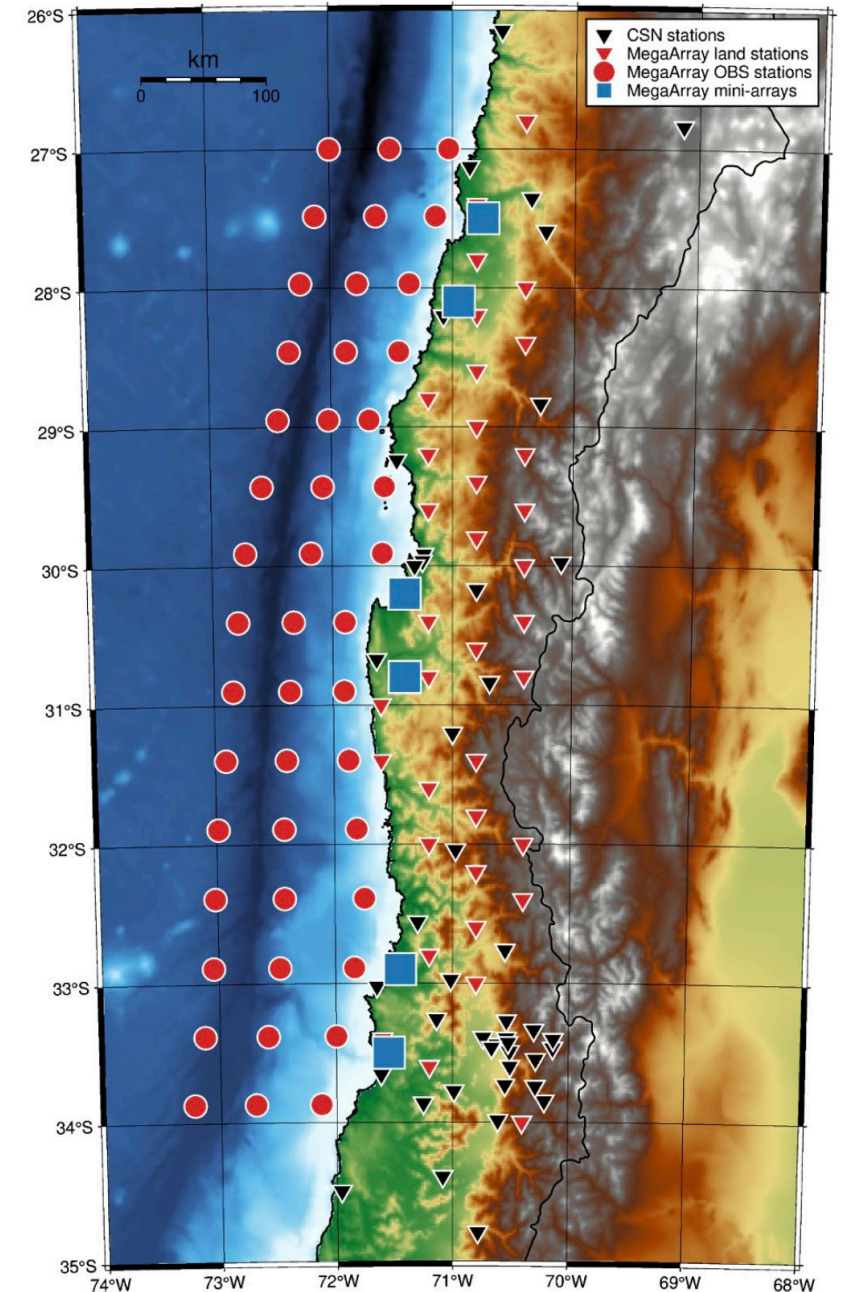 26°S
km
0 100
CSN stations
MegaArray land stations
MegaArray OBS stations
MegaArray mini-arrays
27°S
28°S
29°S
30°S
31°S
32°S
33°S
34°S
35°S
74°W 73°W 72°W 71°W 70°W 69°W 68°W